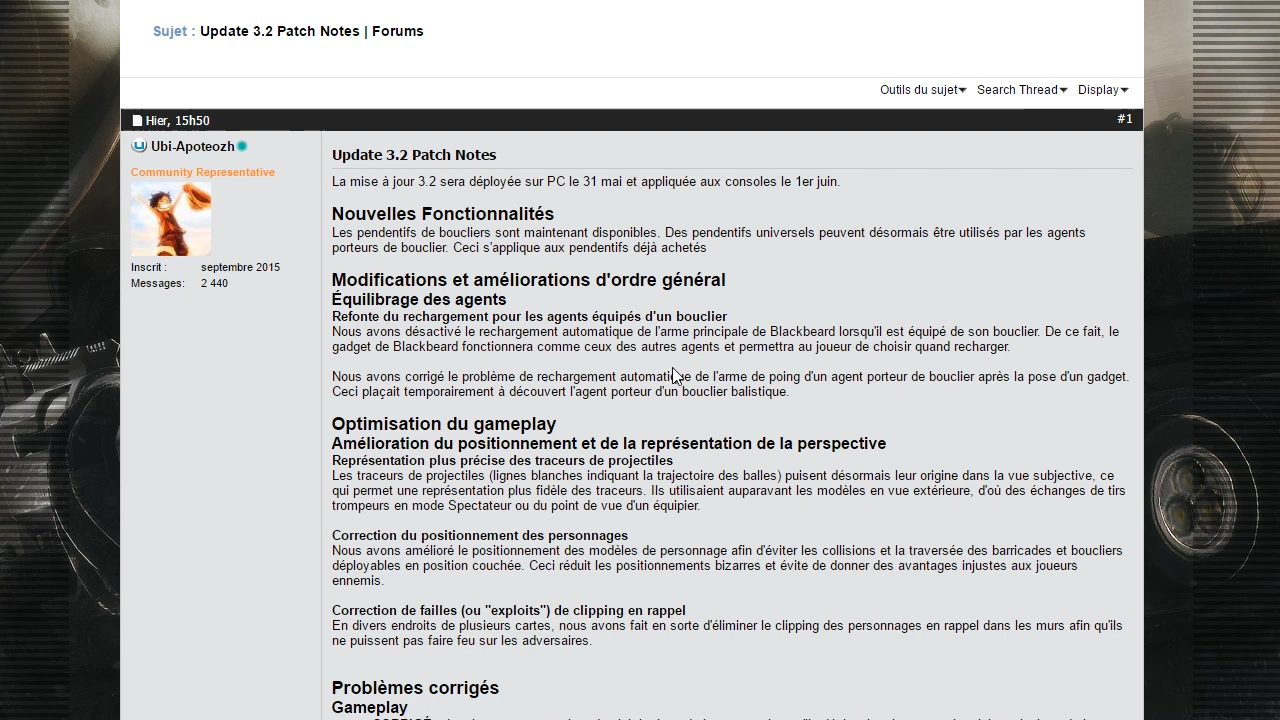 Sujet : Update 3.2 Patch Notes | Forums
Outils du sujet Search Thread Display
Hier, 15h50
#1
Ubi-Apoteozh
Community Representative
Inscrit : septembre 2015
Messages: 2 440
Update 3.2 Patch Notes
La mise à jour 3.2 sera déployée sur PC le 31 mai et appliquée aux consoles le 1er juin.
Nouvelles Fonctionnalités
Les pendentifs de boucliers sont maintenant disponibles. Des pendentifs universels peuvent désormais être utilisés par les agents
porteurs de bouclier. Ceci s'applique aux pendentifs déjà achetés
Modifications et améliorations d'ordre général
Équilibrage des agents
Refonte du rechargement pour les agents équipés d'un bouclier
Nous avons désactivé le rechargement automatique de l'arme principale de Blackbeard lorsqu'il est équipé de son bouclier. De ce fait, le
gadget de Blackbeard fonctionnera comme ceux des autres agents et permettra au joueur de choisir quand recharger.
Nous avons corrigé le problème de rechargement automatique de l'arme de poing d'un agent porteur de bouclier après la pose d'un gadget.
Ceci plaçait temporairement à découvert l'agent porteur d'un bouclier balistique.
Optimisation du gameplay
Amélioration du positionnement et de la représentation de la perspective
Représentation plus précise des traceurs de projectiles
Les traceurs de projectiles (lignes blanches indiquant la trajectoire des balles) puisent désormais leur origine dans la vue subjective, ce
qui permet une représentation plus fidèle des traceurs. Ils utilisaient auparavant les modèles en vue extérieure, d'où des échanges de tirs
trompeurs en mode Spectateur ou du point de vue d'un équipier.
Correction du positionnement des personnages
Nous avons amélioré le positionnement des modèles de personnage afin d'éviter les collisions et la traversée des barricades et boucliers
déployables en position couchée. Ceci réduit les positionnements bizarres et évite de donner des avantages injustes aux joueurs
ennemis.
Correction de failles (ou "exploits") de clipping en rappel
En divers endroits de plusieurs cartes, nous avons fait en sorte d'éliminer le clipping des personnages en rappel dans les murs afin qu'ils
ne puissent pas faire feu sur les adversaires.
Problèmes corrigés
Gameplay